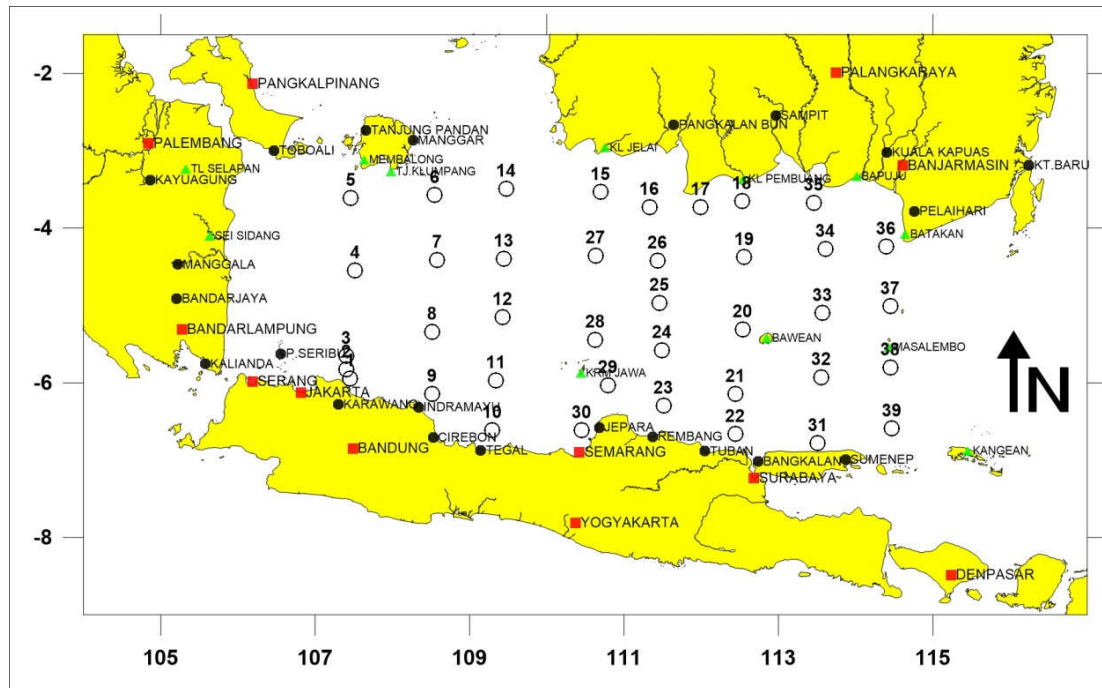 -2
PANGKALPINANG
PALANGKARAYA
SAMPIT
TANJUNG PANDAN
PANGKALAN BUN
MANGGAR
PALEMBANG
TOBOALI
KL JELAI
KUALA KAPUAS
MEMBALONG
BANJARMASIN
KT.BARU
TL SELAPAN
TJ.KLUMPANG
KAYUAGUNG
KL PEMBUANG
BAPUJU
5
6
14
15
16
17
18
35
PELAIHARI
-4
SEI SIDANG
BATAKAN
4
7
13
27
26
19
34
36
MANGGALA
BANDARJAYA
25
37
12
33
BANDARLAMPUNG
8
28
24
20
BAWEAN
3
P.SERIBU
2
38
MASALEMBO
KALIANDA
1
-6
SERANG
9
11
KRM JAWA
29
23
21
32
JAKARTA
KARAWANG
INDRAMAYU
10
30
JEPARA
22
31
39
CIREBON
REMBANG
BANDUNG
TEGAL
SEMARANG
TUBAN
BANGKALAN
SUMENEP
KANGEAN
SURABAYA
N
-8
YOGYAKARTA
DENPASAR
105
107
109
111
113
115